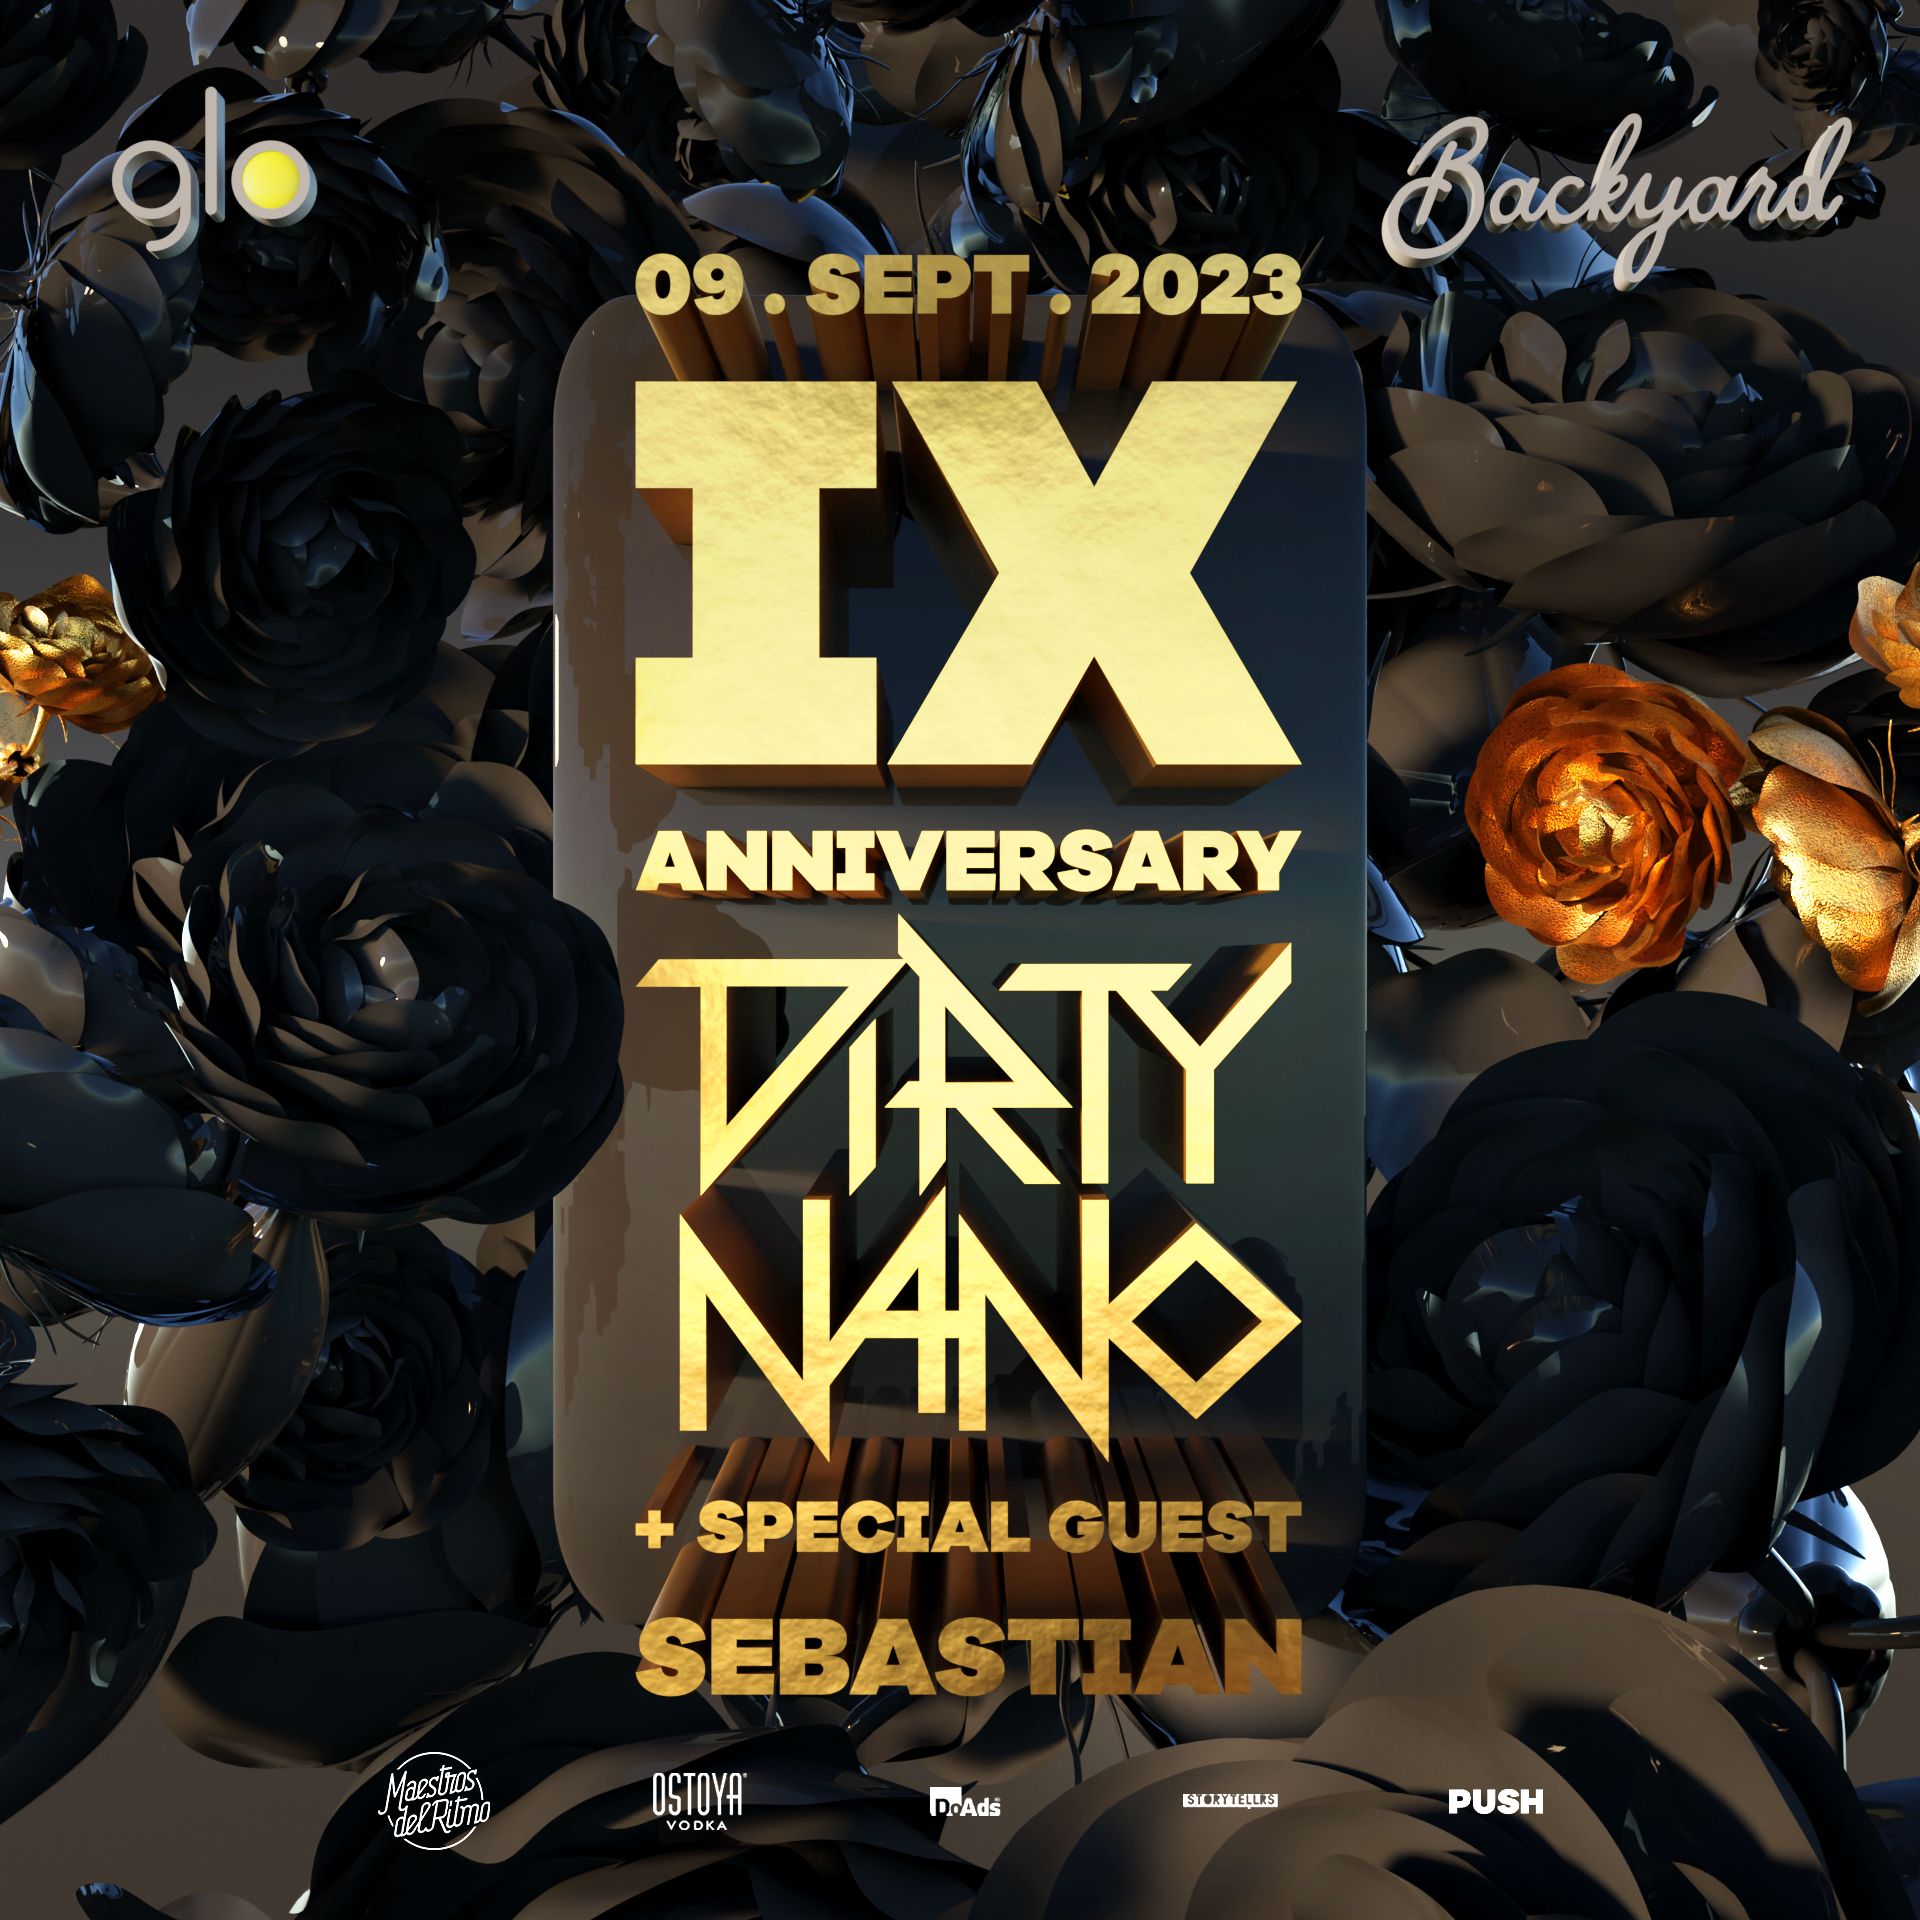 glo
Backyard
09 . SEPT . 2023
IX
ANNIVERSARY
DIRTY
NANO
+ SPECIAL GUEST
SEBASTIAN
Maestros
del Ritmo
OSTOYA®
VODKA
DoAds®
STORYTELLRS
PUSH